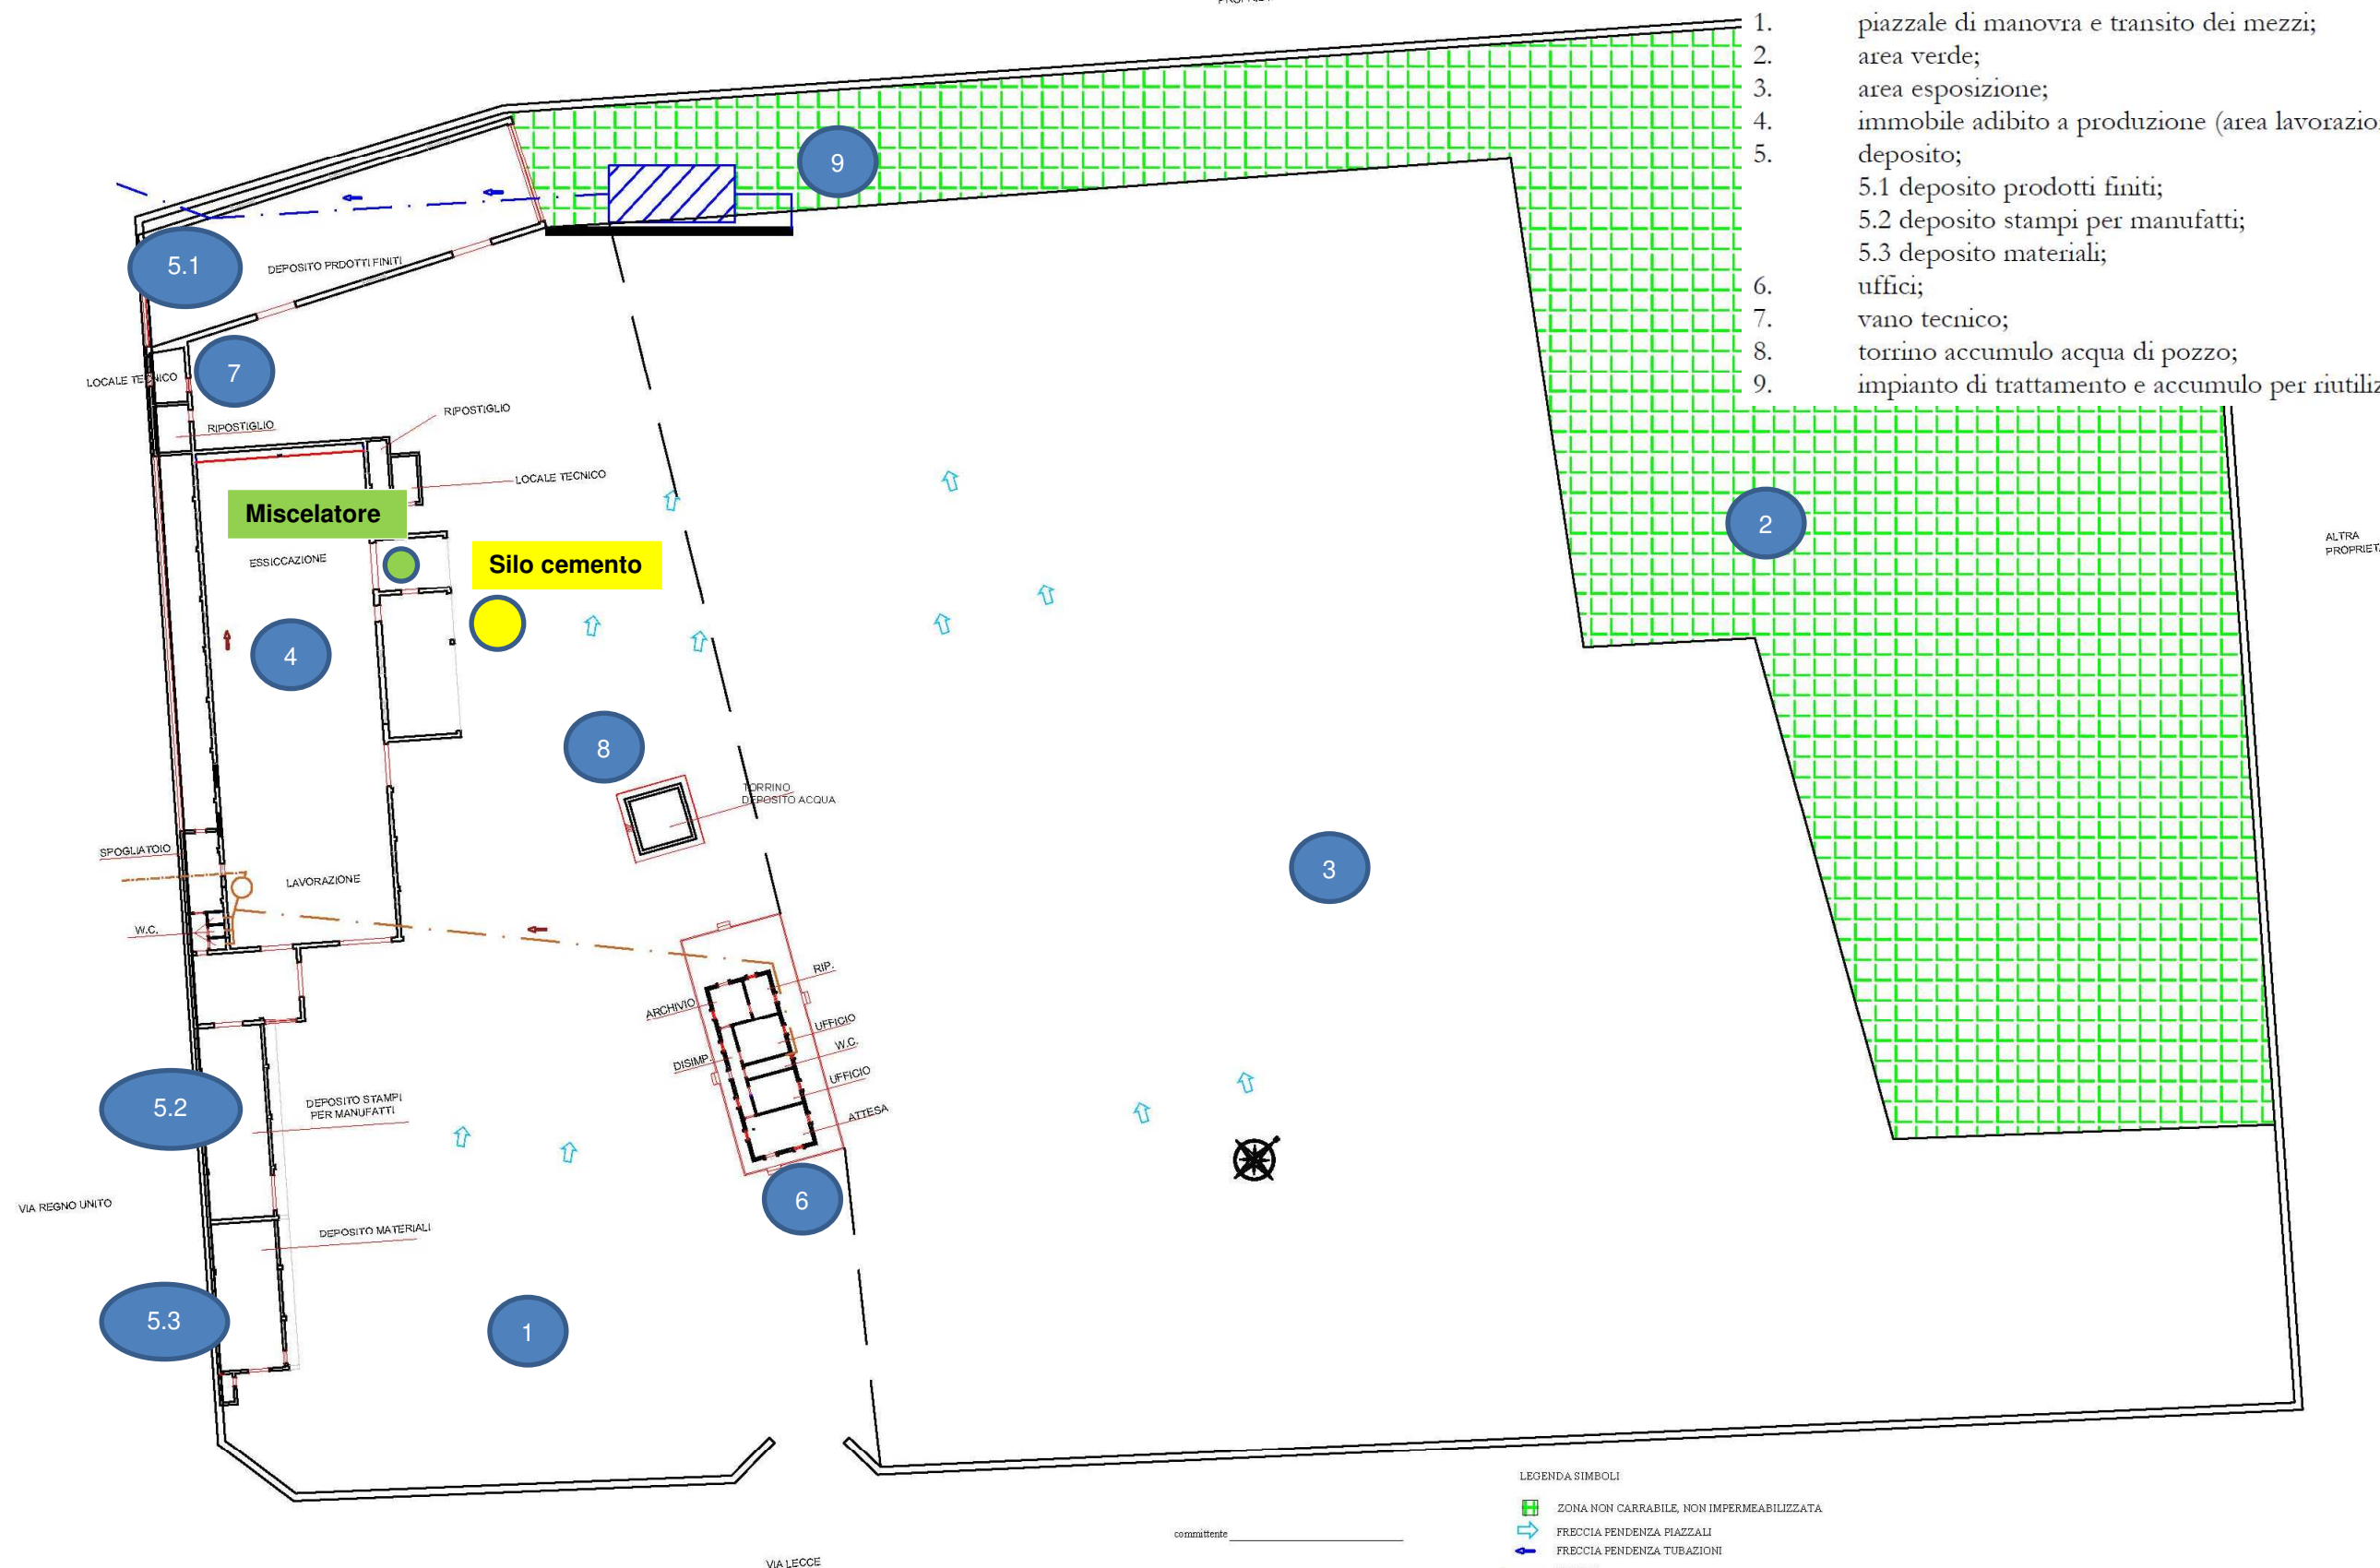 1. piazzale di manovra e transito dei mezzi;
2. area verde;
3. area esposizione;
4. immobile adibito a produzione (area lavorazio
5. deposito;
5.1 deposito prodotti finiti;
5.2 deposito stampi per manufatti;
5.3 deposito materiali;
6. uffici;
7. vano tecnico;
8. torrino accumulo acqua di pozzo;
9. impianto di trattamento e accumulo per riutiliz
9
5.1
DEPOSITO PRDOTTI FINITI
7
LOCALE TECNICO
RIPOSTIGLIO
RIPOSTIGLIO
LOCALE TECNICO
Miscelatore
ESSICCAZIONE
Silo cemento
2
ALTRA
PROPRIET
4
8
TORRINO
DEPOSITO ACQUA
SPOGLIATOIO
LAVORAZIONE
3
W.C.
RIP.
ARCHIVIO
UFFICIO
W.C.
DISIMP.
UFFICIO
ATTESA
5.2
DEPOSITO STAMPI
PER MANUFATTI
6
VIA REGNO UNITO
DEPOSITO MATERIALI
5.3
1
LEGENDA SIMBOLI
ZONA NON CARRABILE, NON IMPERMEABILIZZATA
FRECCIA PENDENZA PIAZZALI
FRECCIA PENDENZA TUBAZIONI
committente
VIA LECCE